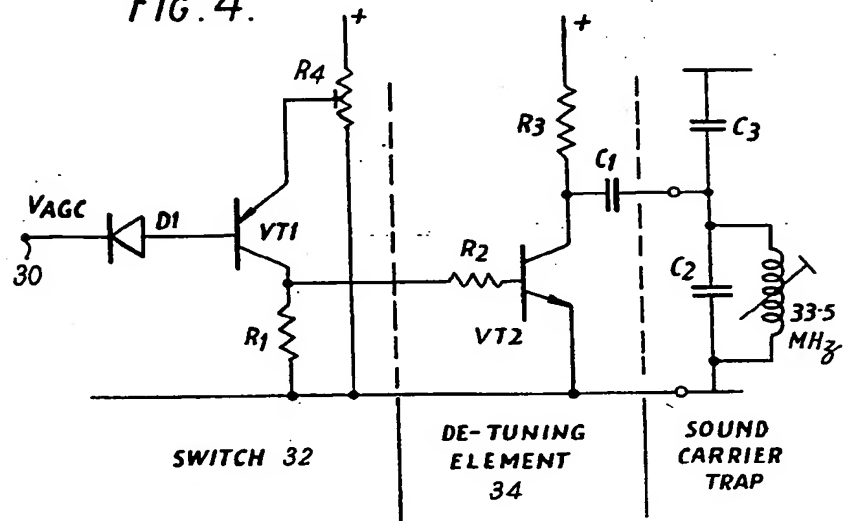 FIG. 4.
+
+
R4
R3
C3
C1
VAGC
D1
VT1
30
R2
C2
R1
VT2
33·5
MHz
SWITCH 32
DE-TUNING
ELEMENT
34
SOUND
CARRIER
TRAP